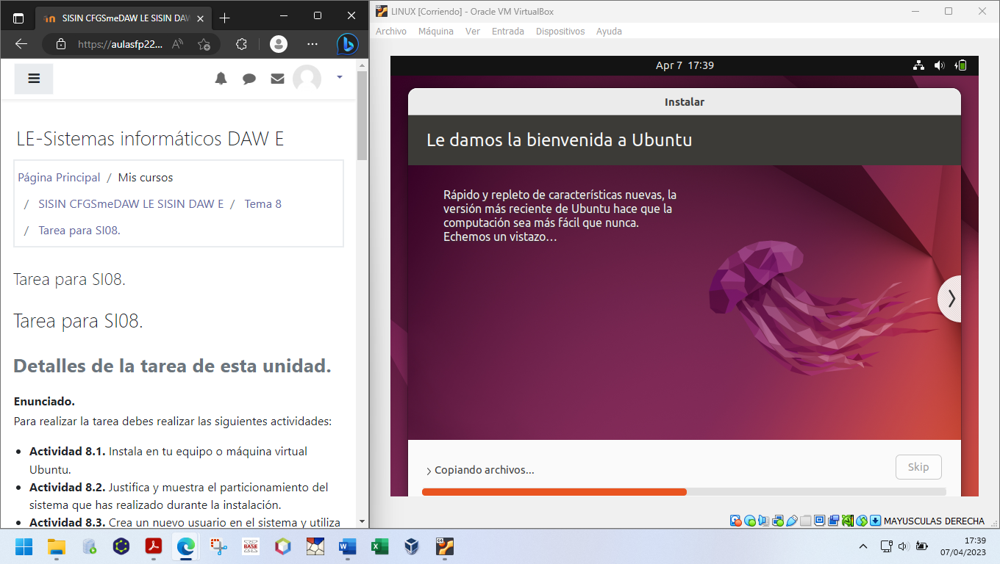 SISIN CFGSmeDAW LE SISIN DAW
https://aulasfp22...
LE-Sistemas informáticos DAW E
Página Principal / Mis cursos
/ SISIN CFGSmeDAW LE SISIN DAW E / Tema 8
/ Tarea para SI08.
Tarea para SI08.
Tarea para SI08.
Detalles de la tarea de esta unidad.
Enunciado.
Para realizar la tarea debes realizar las siguientes actividades:
Actividad 8.1. Instala en tu equipo o máquina virtual
Ubuntu.
Actividad 8.2. Justifica y muestra el particionamiento del
sistema que has realizado durante la instalación.
Actividad 8.3. Crea un nuevo usuario en el sistema y utiliza
LINUX [Corriendo] - Oracle VM VirtualBox
Archivo Máquina Ver Entrada Dispositivos Ayuda
Apr 7 17:39
Instalar
Le damos la bienvenida a Ubuntu
Rápido y repleto de características nuevas, la
versión más reciente de Ubuntu hace que la
computación sea más fácil que nunca.
Echemos un vistazo…
Copiando archivos...
Skip
MAYUSCULAS DERECHA
BASE
64
17:39
07/04/2023